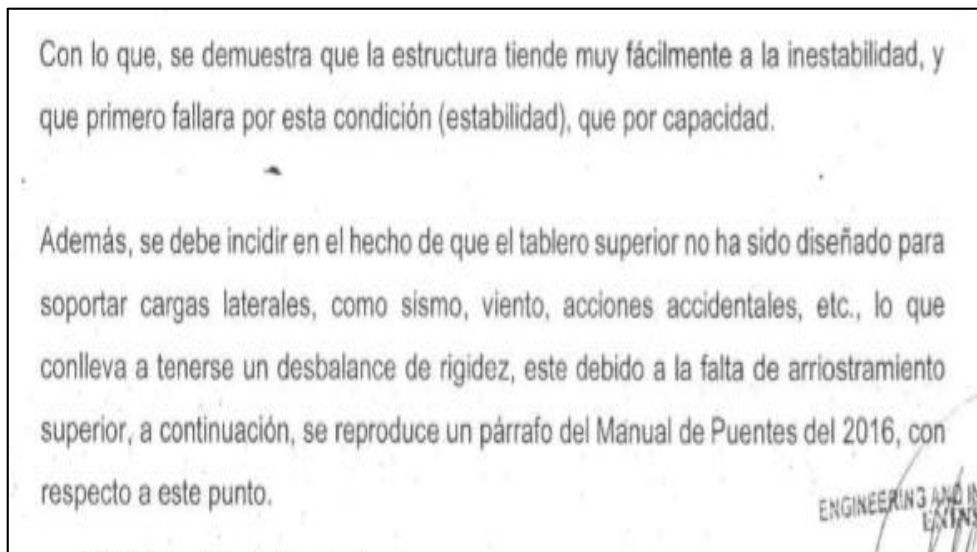 Con lo que, se demuestra que la estructura tiende muy fácilmente a la inestabilidad, y
que primero fallara por esta condición (estabilidad), que por capacidad.
Además, se debe incidir en el hecho de que el tablero superior no ha sido diseñado para
soportar cargas laterales, como sismo, viento, acciones accidentales, etc., lo que
conlleva a tenerse un desbalance de rigidez, este debido a la falta de arriostramiento
superior, a continuación, se reproduce un párrafo del Manual de Puentes del 2016, con
respecto a este punto.
ENGINEERING AND